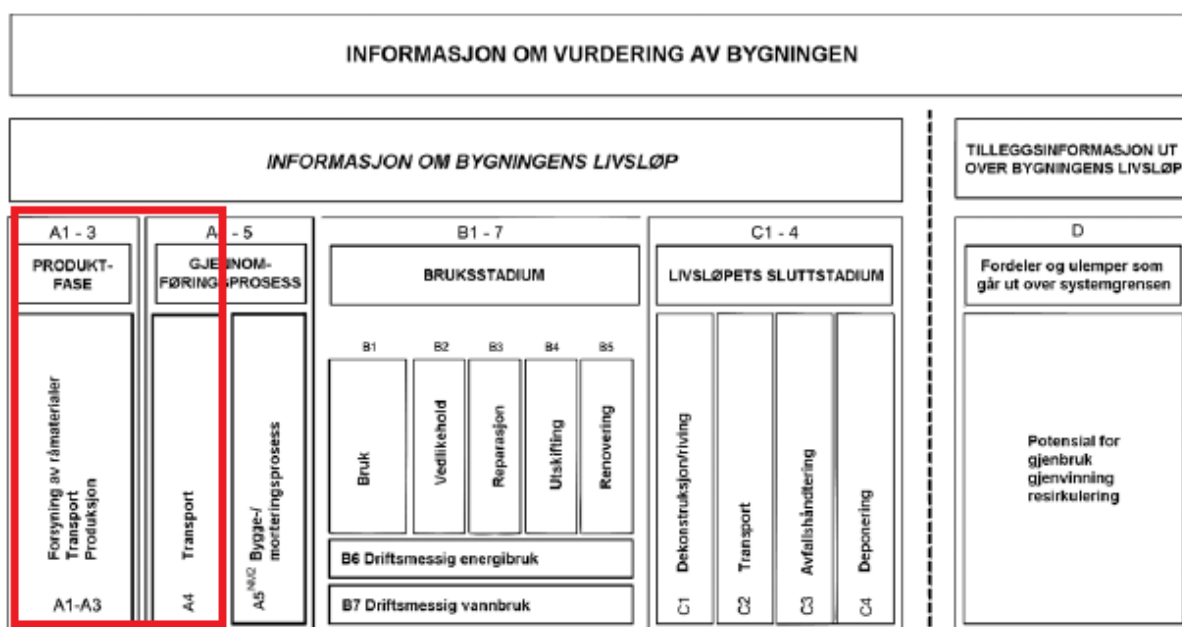 INFORMASJON OM VURDERING AV BYGNINGEN
INFORMASJON OM BYGNINGENS LIVSLØP
TILLEGGSINFORMASJON UT
OVER BYGNINGENS LIVSLØP
A1 - 3
PRODUKT-
FASE
Forsyning av råmaterialer
Transport
Produksjon
A1-A3
A4 - 5
GJENNOM-
FØRINGSPROSESS
Transport
A4
Bygge-/
monteringsprosess
A5 NM2
B1 - 7
BRUKSSTADIUM
B1
Bruk
B2
Vedlikehold
B3
Reparasjon
B4
Utskifting
B5
Renovering
B6 Driftsmessig energibruk
B7 Driftsmessig vannbruk
C1 - 4
LIVSLØPETS SLUTTSTADIUM
Dekonstruksjon/riving
C1
Transport
C2
Avfallshåndtering
C3
Deponering
C4
D
Fordeler og ulemper som
går ut over systemgrensen
Potensial for
gjenbruk
gjenvinning
resirkulering